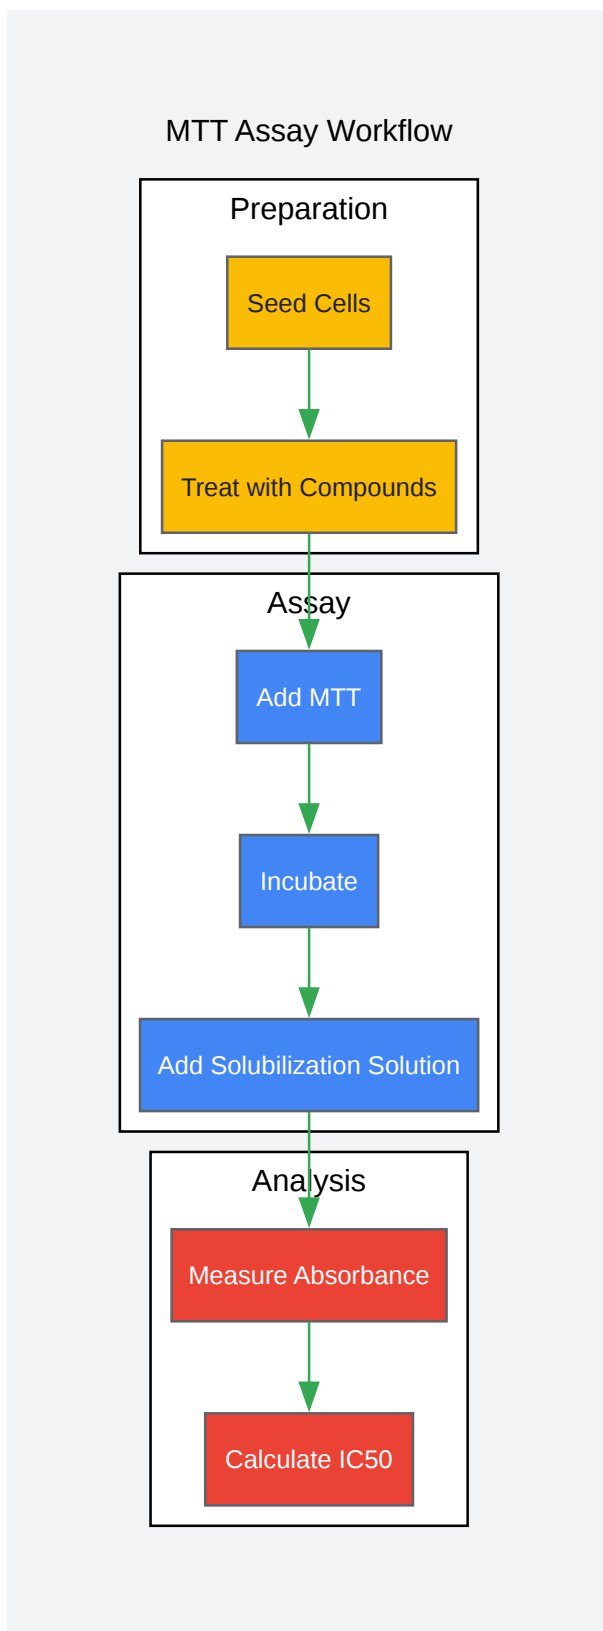 MTT Assay Workflow
Preparation
Seed Cells
Treat with Compounds
Assay
Add MTT
Incubate
Add Solubilization Solution
Analysis
Measure Absorbance
Calculate IC50